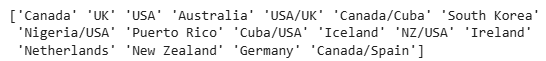 ['Canada' 'UK' 'USA' 'Australia' 'USA/UK' 'Canada/Cuba' 'South Korea'
'Nigeria/USA' 'Puerto Rico' 'Cuba/USA' 'Iceland' 'NZ/USA' 'Ireland'
'Netherlands' 'New Zealand' 'Germany' 'Canada/Spain']